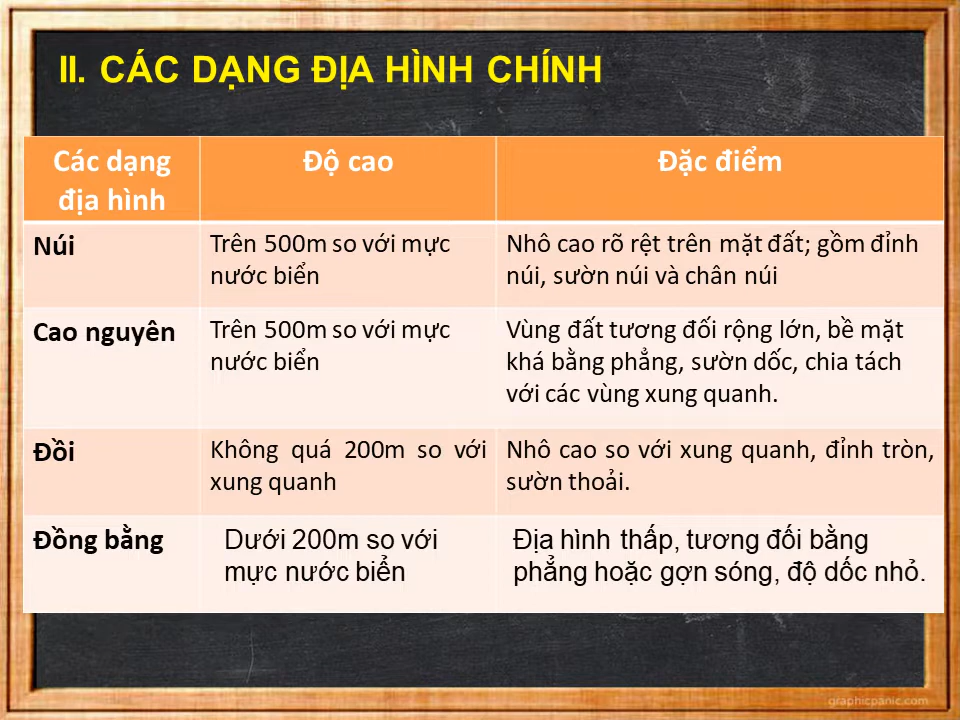 II. CÁC DẠNG ĐỊA HÌNH CHÍNH
Các dạng địa hình
Độ cao
Đặc điểm
Núi
Trên 500m so với mực
nước biển
Nhô cao rõ rệt trên mặt đất; gồm đỉnh
núi, sườn núi và chân núi
Cao nguyên
Trên 500m so với mực
nước biển
Vùng đất tương đối rộng lớn, bề mặt
khá bằng phẳng, sườn dốc, chia tách
với các vùng xung quanh.
Đồi
Không quá 200m so với
xung quanh
Nhô cao so với xung quanh, đỉnh tròn,
sườn thoải.
Đồng bằng
Dưới 200m so với
mực nước biển
Địa hình thấp, tương đối bằng
phẳng hoặc gợn sóng, độ dốc nhỏ.
graphicpanic.com